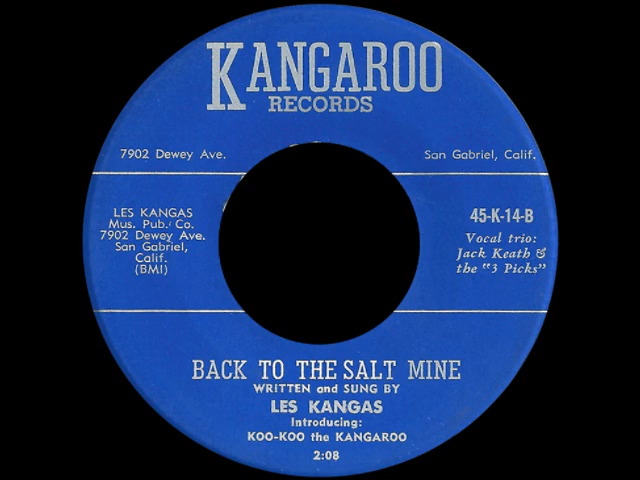 KANGAROO
RECORDS
7902 Dewey Ave.
San Gabriel, Calif.
LES KANGAS
Mus. Pub. Co.
7902 Dewey Ave.
San Gabriel,
Calif.
(BMI)
45-K-14-B
Vocal trio:
Jack Keath &
the "3 Picks"
BACK TO THE SALT MINE
WRITTEN and SUNG BY
LES KANGAS
Introducing:
KOO-KOO the KANGAROO
2:08